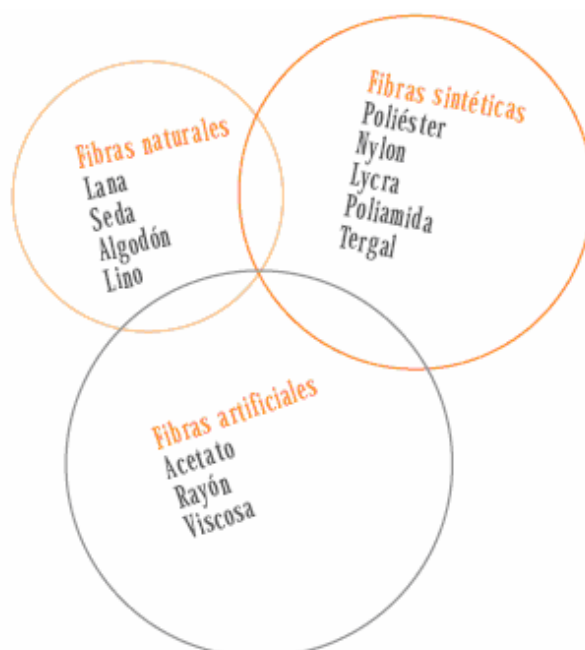 Fibras naturales
Lana
Seda
Algodón
Lino
Fibras sintéticas
Poliéster
Nylon
Lycra
Poliamida
Tergal
Fibras artificiales
Acetato
Rayón
Viscosa